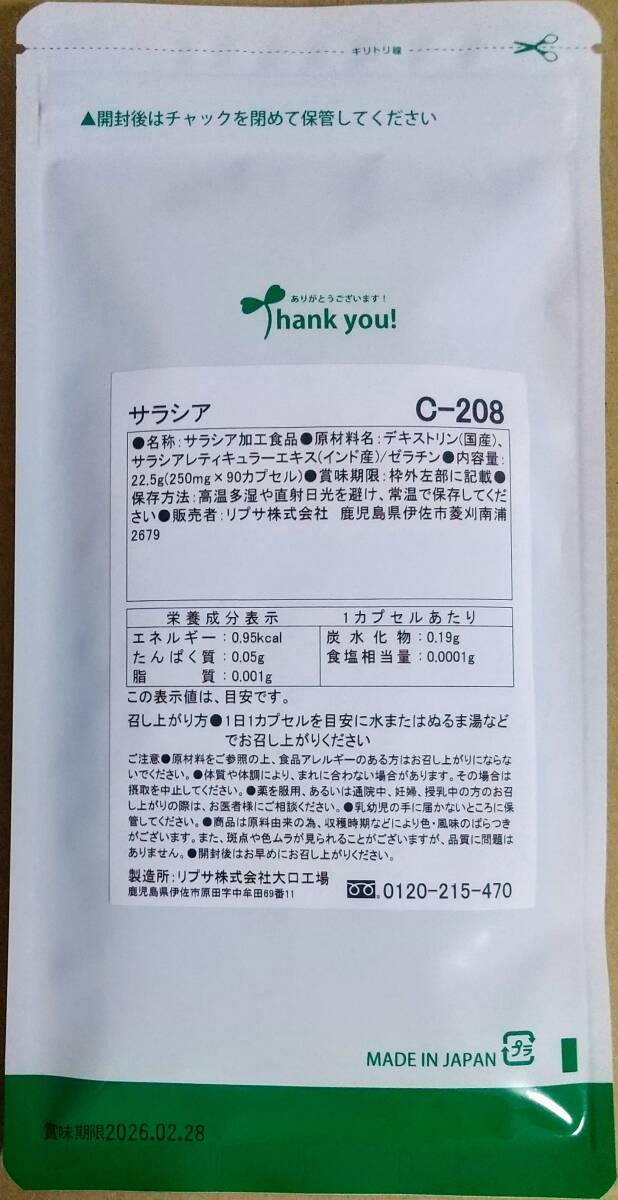 キリトリ線
▲開封後はチャックを閉めて保管してください
ありがとうございます!
Thank you!
サラシア C-208
●名称:サラシア加工食品●原材料名:デキストリン(国産)、
サラシアレティキュラーエキス(インド産)/ゼラチン●内容量:
22.5g(250mg×90カプセル)●賞味期限:枠外左部に記載●
保存方法:高温多湿や直射日光を避け、常温で保存してくだ
さい●販売者:リプサ株式会社 鹿児島県伊佐市菱刈南浦
2679
栄養成分表示 1カプセルあたり
エネルギー:0.95kcal 炭水化物:0.19g
たんぱく質:0.05g 食塩相当量:0.0001g
脂質:0.001g
この表示値は、目安です。
召し上がり方●1日1カプセルを目安に水またはぬるま湯など
でお召し上がりください
ご注意●原材料をご参照の上、食品アレルギーのある方はお召し上がりにならな
いでください。●体質や体調により、まれに合わない場合があります。その場合は
摂取を中止してください。●薬を服用、あるいは通院中、妊婦、授乳中の方のお召
し上がりの際は、お医者様にご相談ください。●乳幼児の手に届かないところに保
管してください。●商品は原料由来の為、収穫時期などにより色・風味のばらつき
がございます。また、斑点や色ムラが見られることがございますが、品質に問題は
ありません。●開封後はお早めにお召し上がりください。
製造所:リプサ株式会社大口工場
鹿児島県伊佐市原田字中牟田69番11 0120-215-470
MADE IN JAPAN プラ
賞味期限2026.02.28